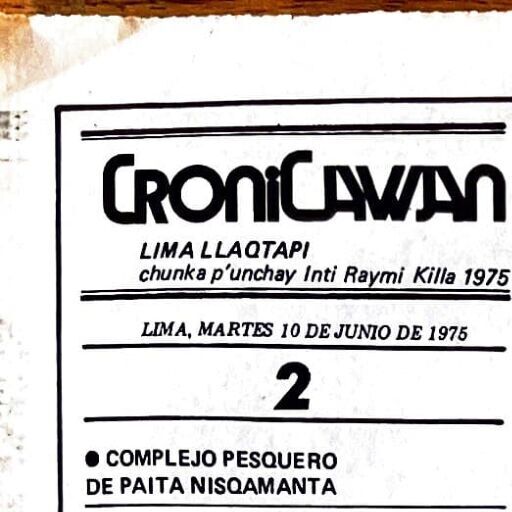 CRONiCAWAN
LIMA LLAQTAPI
chunka p'unchay Inti Raymi Killa 1975
LIMA, MARTES 10 DE JUNIO DE 1975
2
● COMPLEJO PESQUERO
DE PAITA NISQAMANTA